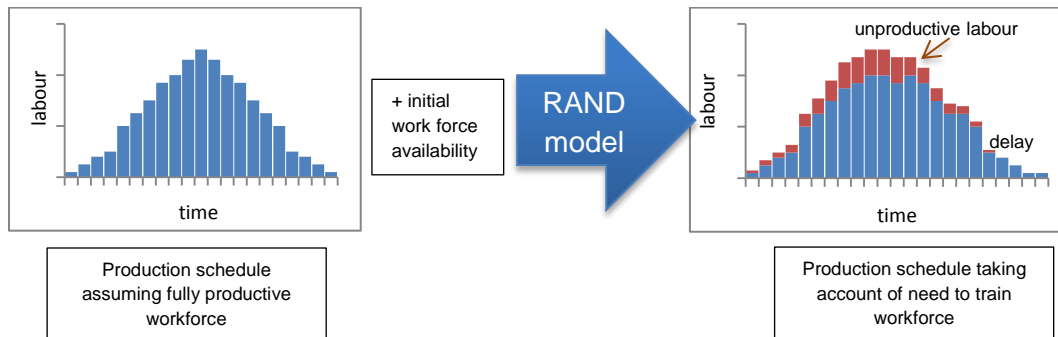 labour
time
Production schedule
assuming fully productive
workforce
+ initial
work force
availability
RAND
model
unproductive labour
labour
delay
time
Production schedule taking
account of need to train
workforce